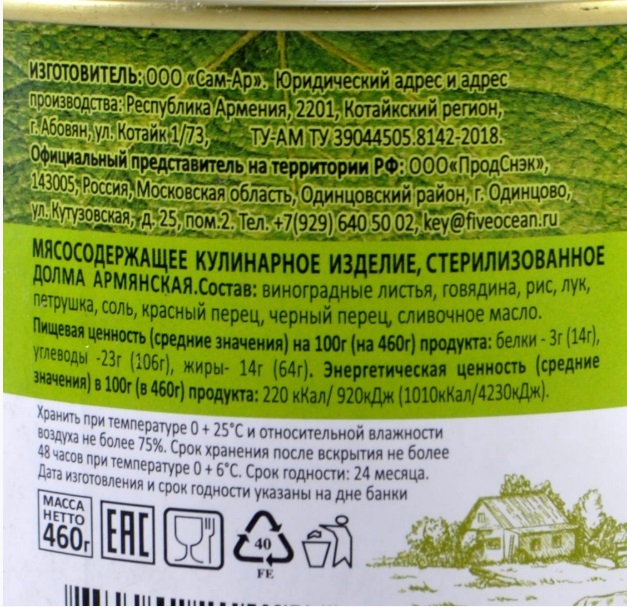 ИЗГОТОВИТЕЛЬ: ООО «Сам-Ар». Юридический адрес и адрес
производства: Республика Армения, 2201, Котайкский регион,
г. Абовян, ул. Котайк 1/73, ТУ-АМ ТУ 39044505.8142-2018.
Официальный представитель на территории РФ: ООО«ПродСнэк»,
143005, Россия, Московская область, Одинцовский район, г. Одинцово,
ул. Кутузовская, д. 25, пом.2. Тел. +7(929) 640 50 02, key@fiveocean.ru
МЯСОСОДЕРЖАЩЕЕ КУЛИНАРНОЕ ИЗДЕЛИЕ, СТЕРИЛИЗОВАННОЕ
ДОЛМА АРМЯНСКАЯ.Состав: виноградные листья, говядина, рис, лук,
петрушка, соль, красный перец, черный перец, сливочное масло.
Пищевая ценность (средние значения) на 100г (на 460г) продукта: белки - 3г (14г),
углеводы -23г (106г), жиры- 14г (64г). Энергетическая ценность (средние
значения) в 100г (в 460г) продукта: 220 кКал/ 920кДж (1010кКал/4230кДж).
Хранить при температуре 0 + 25°С и относительной влажности
воздуха не более 75%. Срок хранения после вскрытия не более
48 часов при температуре 0 + 6°С. Срок годности: 24 месяца.
Дата изготовления и срок годности указаны на дне банки
МАССА
НЕТТО
460г
ЕАС
40
FE